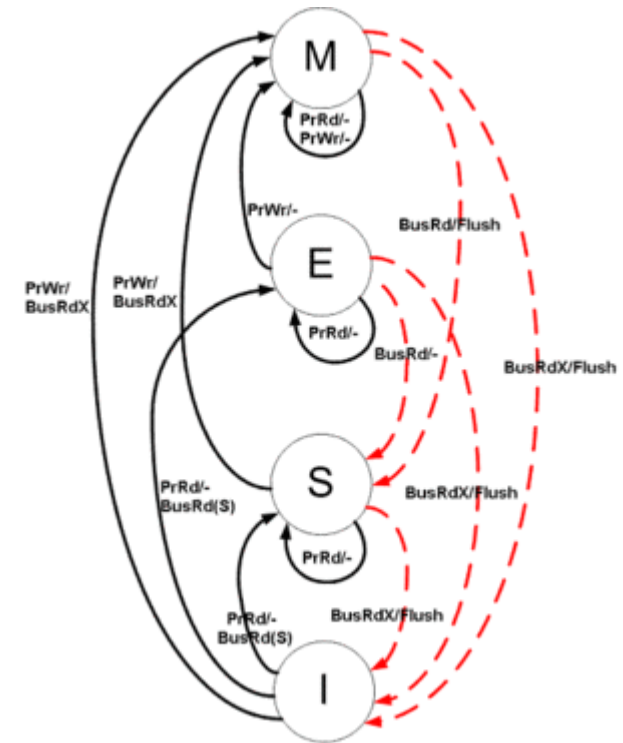 M
PrRd/-
PrWr/-
PrWr/-
BusRd/Flush
E
PrWr/
BusRdX
PrWr/
BusRdX
PrRd/-
BusRd/-
BusRdX/Flush
S
PrRd/-
BusRd(S)
BusRdX/Flush
PrRd/-
PrRd/-
BusRd(S)
BusRdX/Flush
I